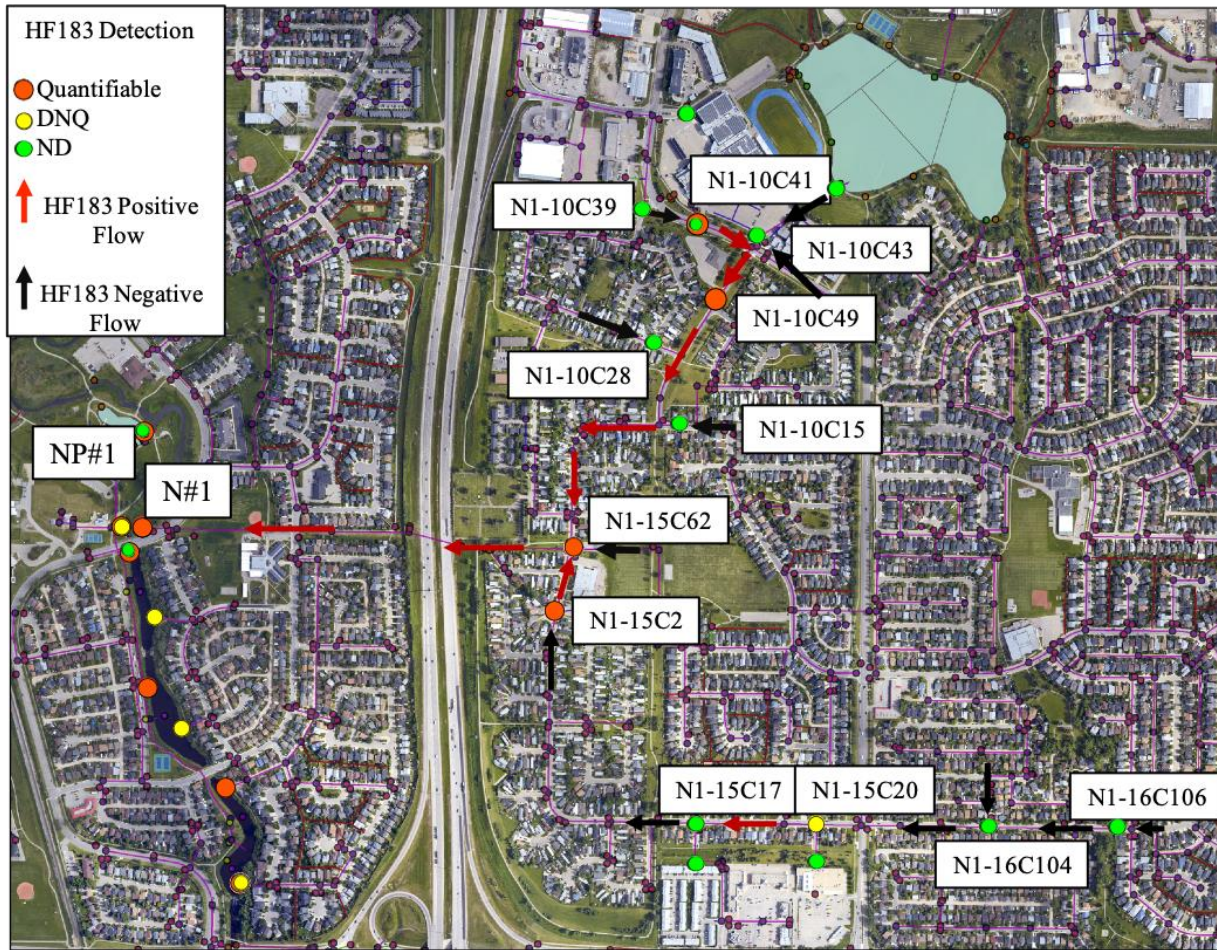 HF183 Detection
Quantifiable
DNQ
ND
HF183 Positive
Flow
HF183 Negative
Flow
N1-10C41
N1-10C39
N1-10C43
N1-10C49
N1-10C28
N1-10C15
NP#1
N#1
N1-15C62
N1-15C2
N1-15C17
N1-15C20
N1-16C106
N1-16C104